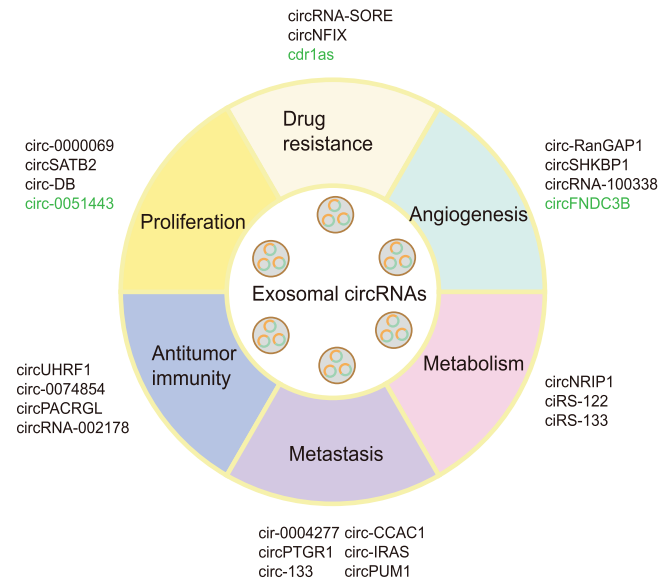 circRNA-SORE
circNFIX
cdr1as
Drug
resistance
circ-0000069
circSATB2
circ-DB
circ-0051443
Proliferation
circ-RanGAP1
circSHKBP1
circRNA-100338
circFNDC3B
Angiogenesis
Exosomal circRNAs
Antitumor
immunity
circUHRF1
circ-0074854
circPACRGL
circRNA-002178
Metabolism
circNRIP1
ciRS-122
ciRS-133
Metastasis
cir-0004277 circ-CCAC1
circPTGR1 circ-IRAS
circ-133 circPUM1